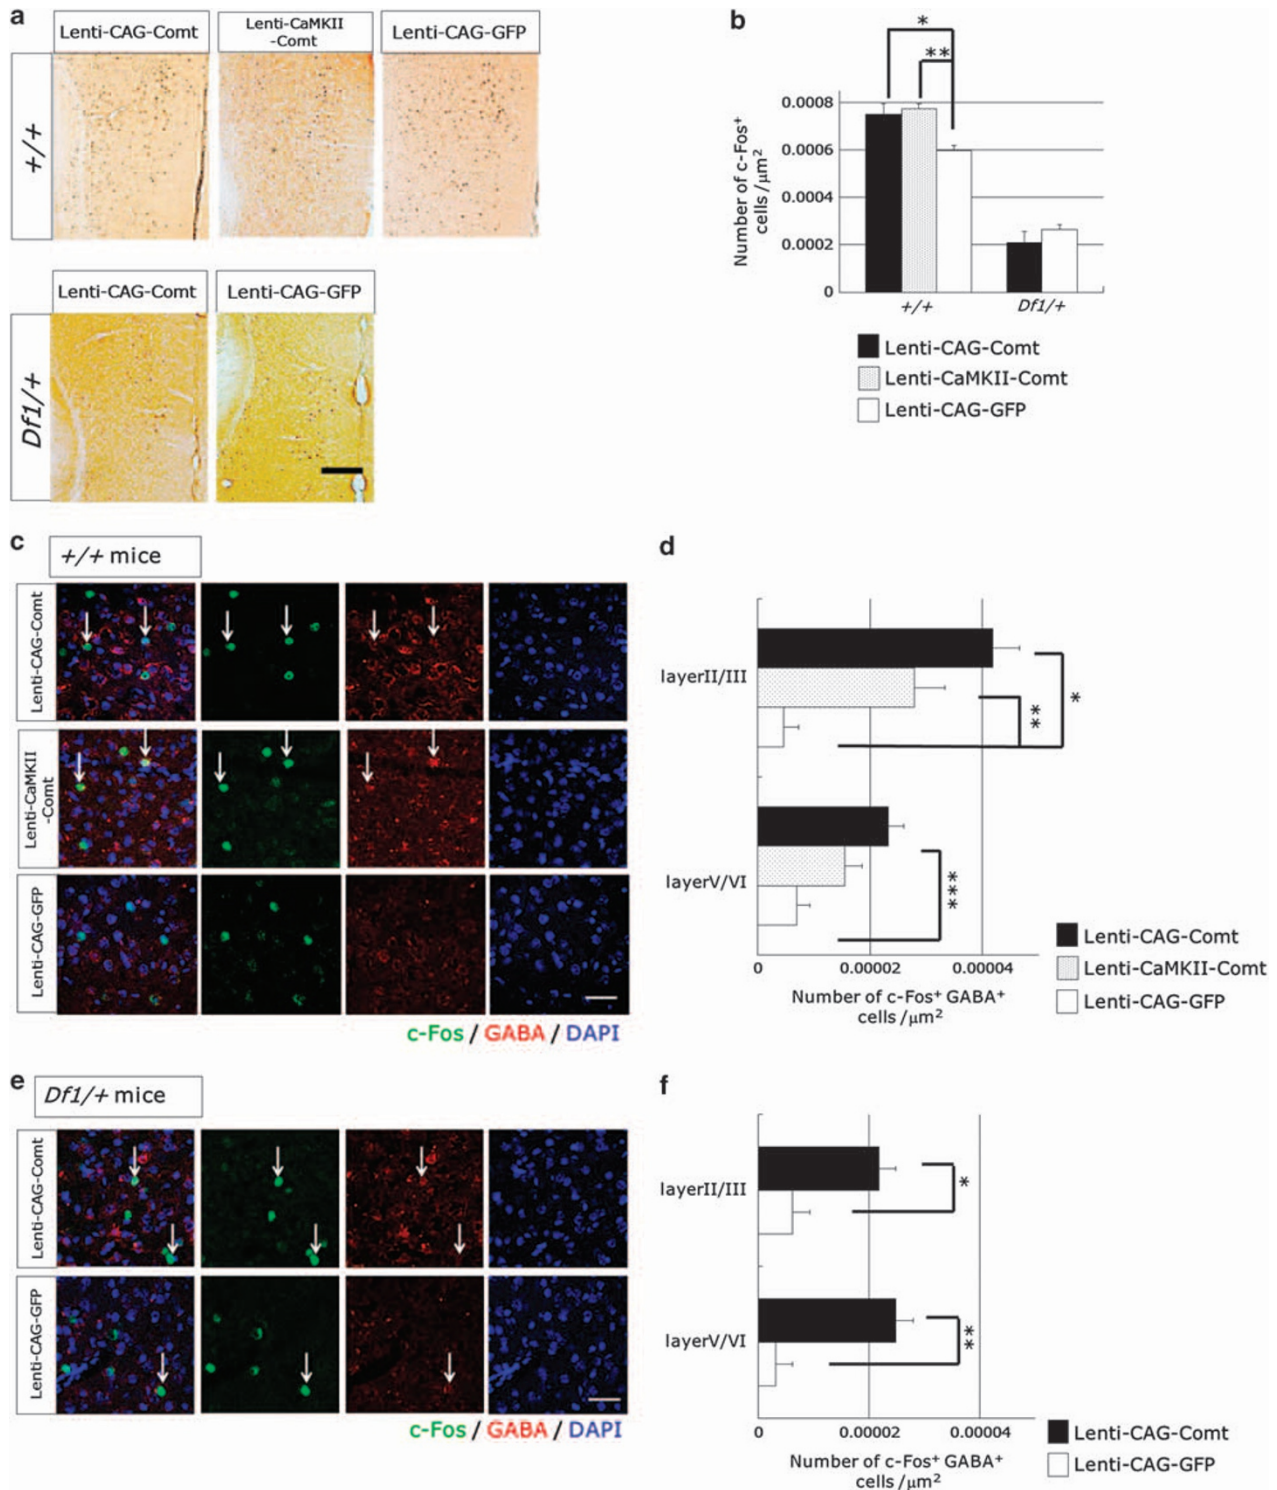 a
Lenti-CAG-Comt
Lenti-CaMKII
-Comt
Lenti-CAG-GFP
+/+
Lenti-CAG-Comt
Lenti-CAG-GFP
Df1/+
b
*
**
Number of c-Fos⁺
cells /μm²
0.0008
0.0006
0.0004
0.0002
0
+/+
Df1/+
Lenti-CAG-Comt
Lenti-CaMKII-Comt
Lenti-CAG-GFP
c
+/+ mice
Lenti-CAG-Comt
Lenti-CaMKII
-Comt
Lenti-CAG-GFP
c-Fos / GABA / DAPI
d
layerII/III
*
**
layerV/VI
***
0
0.00002
0.00004
Number of c-Fos⁺ GABA⁺
cells /μm²
Lenti-CAG-Comt
Lenti-CaMKII-Comt
Lenti-CAG-GFP
e
Df1/+ mice
Lenti-CAG-Comt
Lenti-CAG-GFP
c-Fos / GABA / DAPI
f
layerII/III
*
layerV/VI
**
0
0.00002
0.00004
Number of c-Fos⁺ GABA⁺
cells /μm²
Lenti-CAG-Comt
Lenti-CAG-GFP